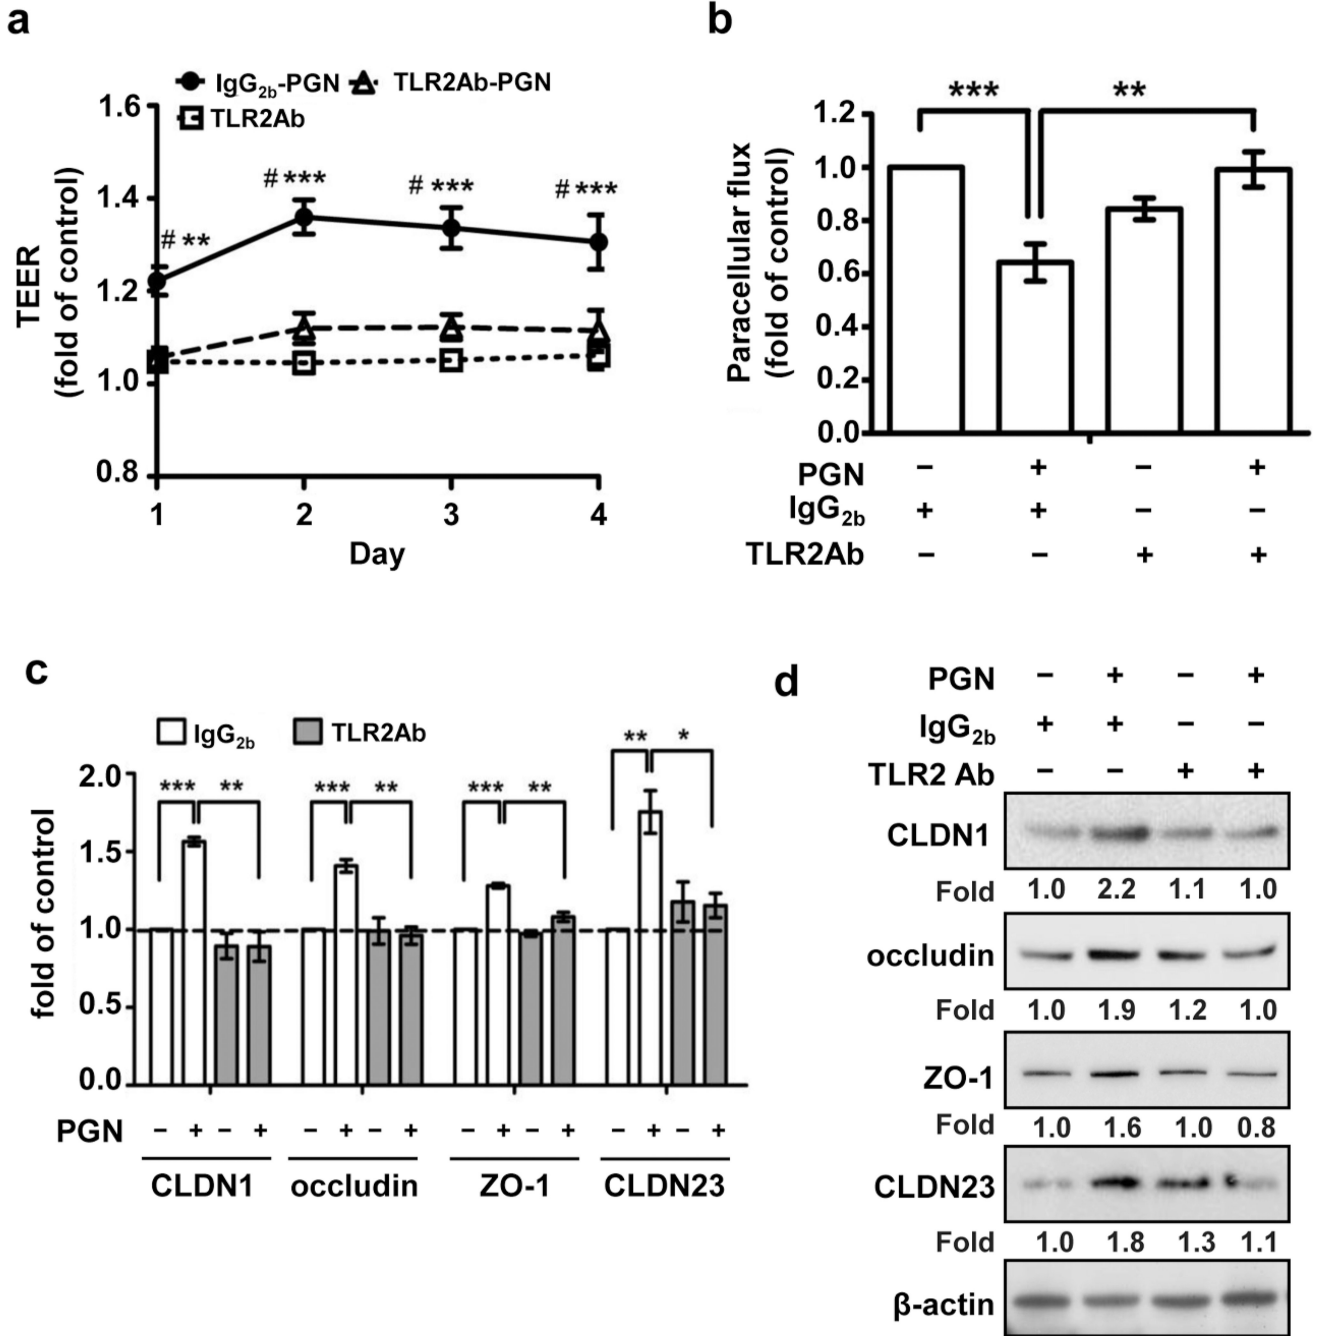 a
IgG2b-PGN TLR2Ab-PGN
TLR2Ab
1.6
1.4
1.2
1.0
0.8
TEER
(fold of control)
# **
# ***
# ***
# ***
1 2 3 4
Day
b
*** **
1.2
1.0
0.8
0.6
0.4
0.2
0.0
Paracellular flux
(fold of control)
PGN − + − +
IgG2b + + − −
TLR2Ab − − + +
c
IgG2b TLR2Ab
2.0
1.5
1.0
0.5
0.0
fold of control
*** ** *** ** *** ** ** *
PGN − + − + − + − + − + − + − + − +
CLDN1 occludin ZO-1 CLDN23
d
PGN − + − +
IgG2b + + − −
TLR2 Ab − − + +
CLDN1
Fold 1.0 2.2 1.1 1.0
occludin
Fold 1.0 1.9 1.2 1.0
ZO-1
Fold 1.0 1.6 1.0 0.8
CLDN23
Fold 1.0 1.8 1.3 1.1
β-actin